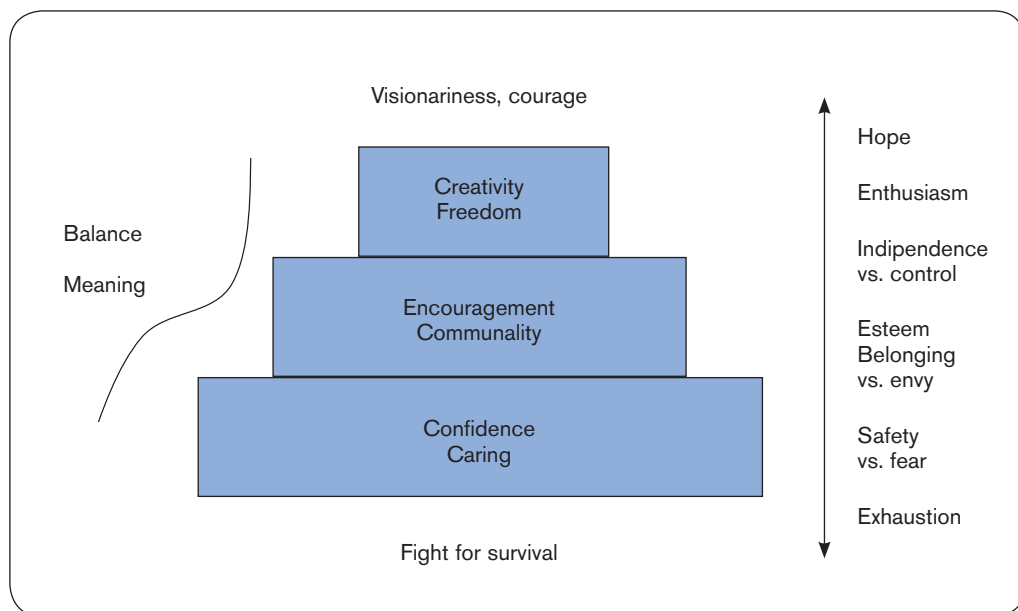 Visionariness, courage
Creativity
Freedom
Encouragement
Communality
Confidence
Caring
Fight for survival
Balance
Meaning
Hope
Enthusiasm
Indipendence
vs. control
Esteem
Belonging
vs. envy
Safety
vs. fear
Exhaustion